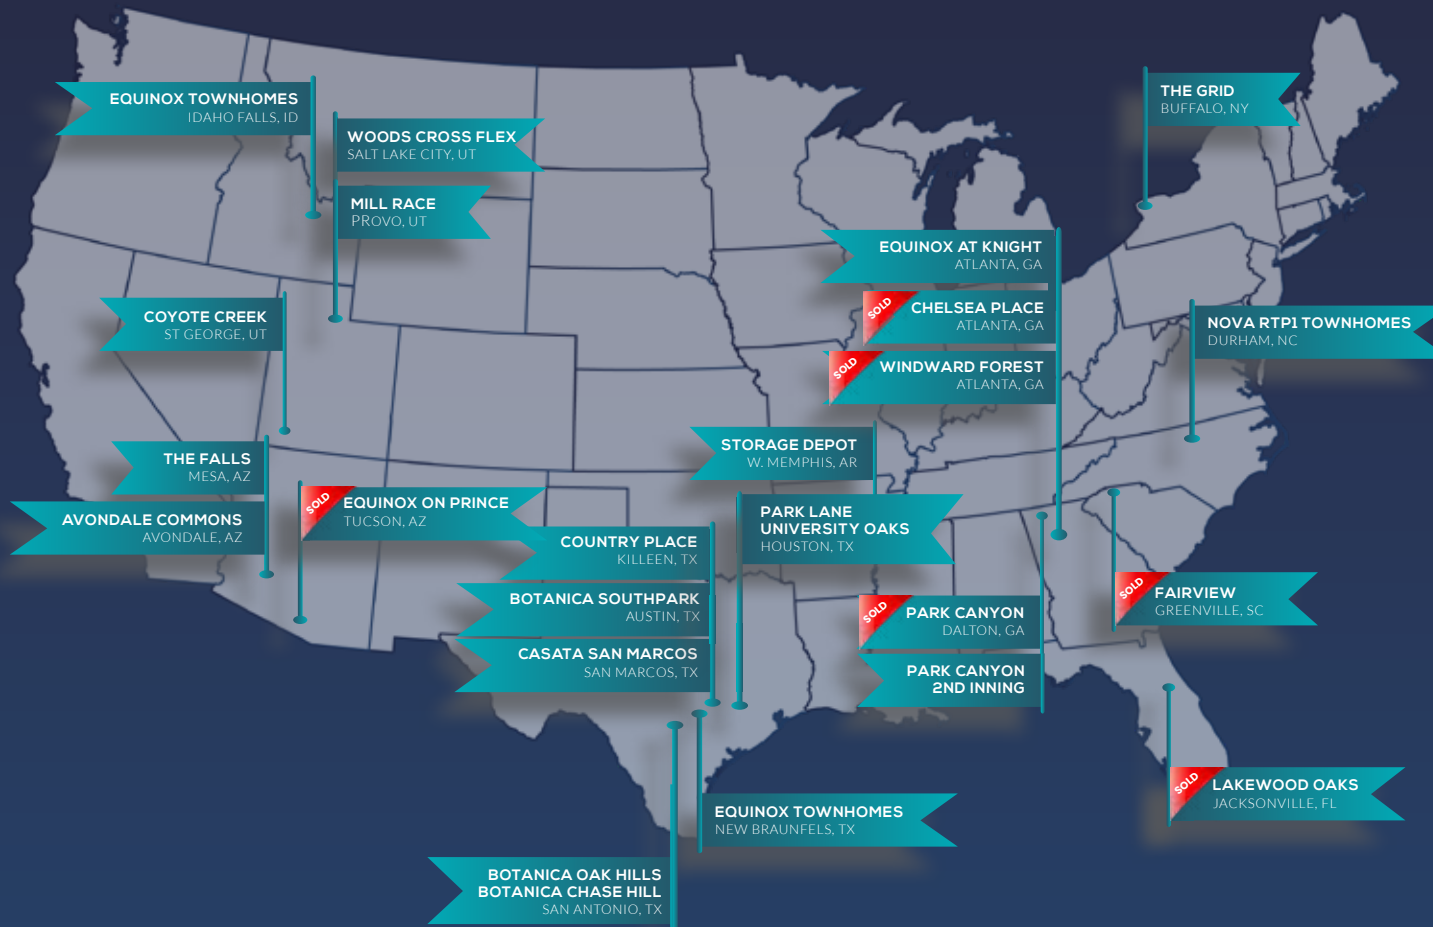 EQUINOX TOWNHOMES
IDAHO FALLS, ID
WOODS CROSS FLEX
SALT LAKE CITY, UT
MILL RACE
PROVO, UT
THE GRID
BUFFALO, NY
EQUINOX AT KNIGHT
ATLANTA, GA
SOLD
CHELSEA PLACE
ATLANTA, GA
SOLD
WINDWARD FOREST
ATLANTA, GA
COYOTE CREEK
ST GEORGE, UT
NOVA RTP1 TOWNHOMES
DURHAM, NC
THE FALLS
MESA, AZ
AVONDALE COMMONS
AVONDALE, AZ
SOLD
EQUINOX ON PRINCE
TUCSON, AZ
STORAGE DEPOT
W. MEMPHIS, AR
PARK LANE
UNIVERSITY OAKS
HOUSTON, TX
COUNTRY PLACE
KILLEEN, TX
BOTANICA SOUTHPARK
AUSTIN, TX
CASATA SAN MARCOS
SAN MARCOS, TX
SOLD
PARK CANYON
DALTON, GA
PARK CANYON
2ND INNING
SOLD
FAIRVIEW
GREENVILLE, SC
SOLD
LAKEWOOD OAKS
JACKSONVILLE, FL
EQUINOX TOWNHOMES
NEW BRAUNFELS, TX
BOTANICA OAK HILLS
BOTANICA CHASE HILL
SAN ANTONIO, TX